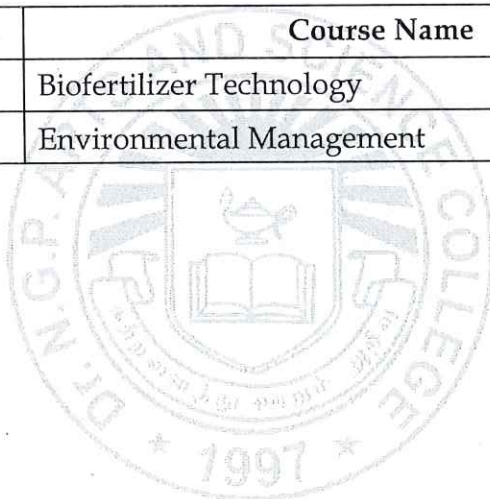 Course Name
Biofertilizer Technology
Environmental Management
Dr. N.G.P. ARTS AND SCIENCE COLLEGE
* 1997 *